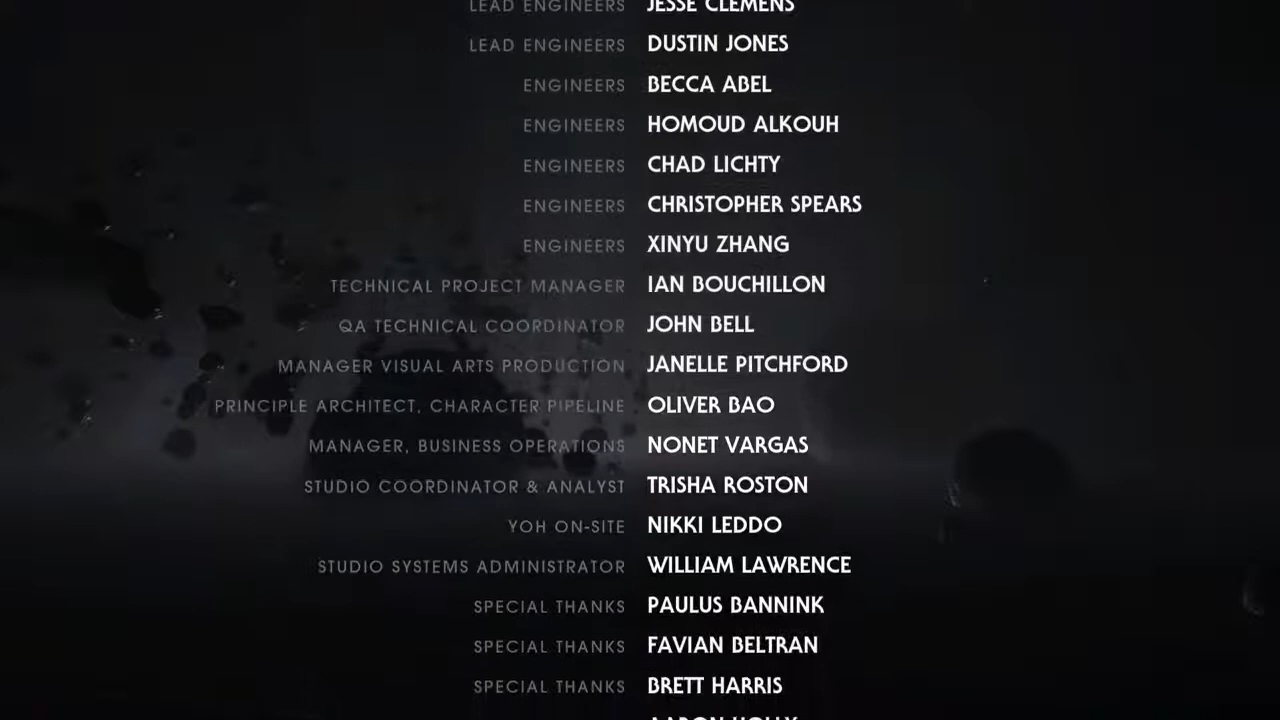 LEAD ENGINEERS JESSE CLEMENS
LEAD ENGINEERS DUSTIN JONES
ENGINEERS BECCA ABEL
ENGINEERS HOMOUD ALKOUH
ENGINEERS CHAD LICHTY
ENGINEERS CHRISTOPHER SPEARS
ENGINEERS XINYU ZHANG
TECHNICAL PROJECT MANAGER IAN BOUCHILLON
QA TECHNICAL COORDINATOR JOHN BELL
MANAGER VISUAL ARTS PRODUCTION JANELLE PITCHFORD
PRINCIPLE ARCHITECT, CHARACTER PIPELINE OLIVER BAO
MANAGER, BUSINESS OPERATIONS NONET VARGAS
STUDIO COORDINATOR & ANALYST TRISHA ROSTON
YOH ON-SITE NIKKI LEDDO
STUDIO SYSTEMS ADMINISTRATOR WILLIAM LAWRENCE
SPECIAL THANKS PAULUS BANNINK
SPECIAL THANKS FAVIAN BELTRAN
SPECIAL THANKS BRETT HARRIS